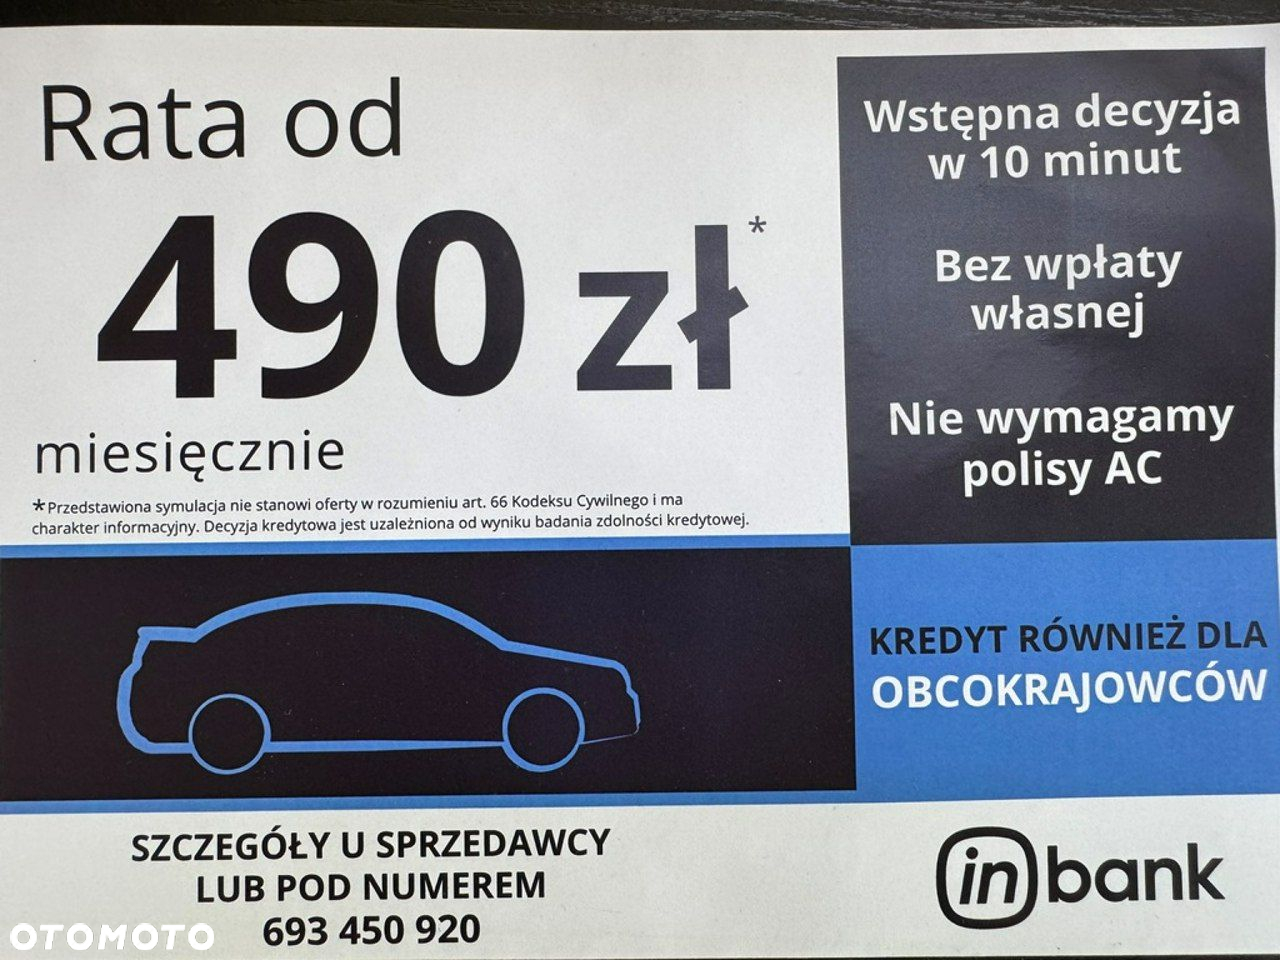 Rata od
490 zł*
miesięcznie
*Przedstawiona symulacja nie stanowi oferty w rozumieniu art. 66 Kodeksu Cywilnego i ma
charakter informacyjny. Decyzja kredytowa jest uzależniona od wyniku badania zdolności kredytowej.
Wstępna decyzja
w 10 minut
Bez wpłaty
własnej
Nie wymagamy
polisy AC
KREDYT RÓWNIEŻ DLA
OBCOKRAJOWCÓW
SZCZEGÓŁY U SPRZEDAWCY
LUB POD NUMEREM
693 450 920
inbank
OTOMOTO